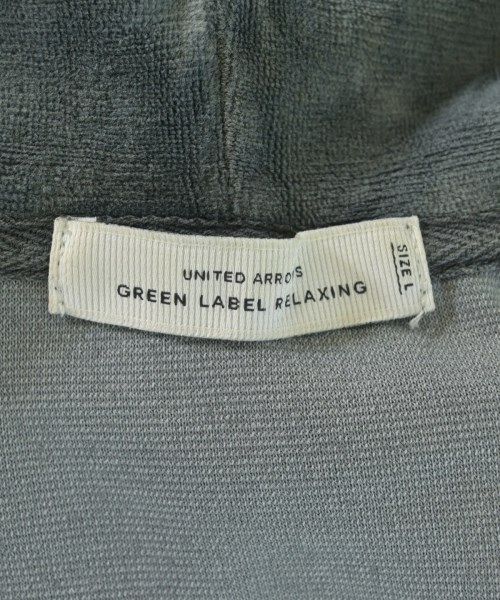 UNITED ARROWS
GREEN LABEL RELAXING
SIZE L